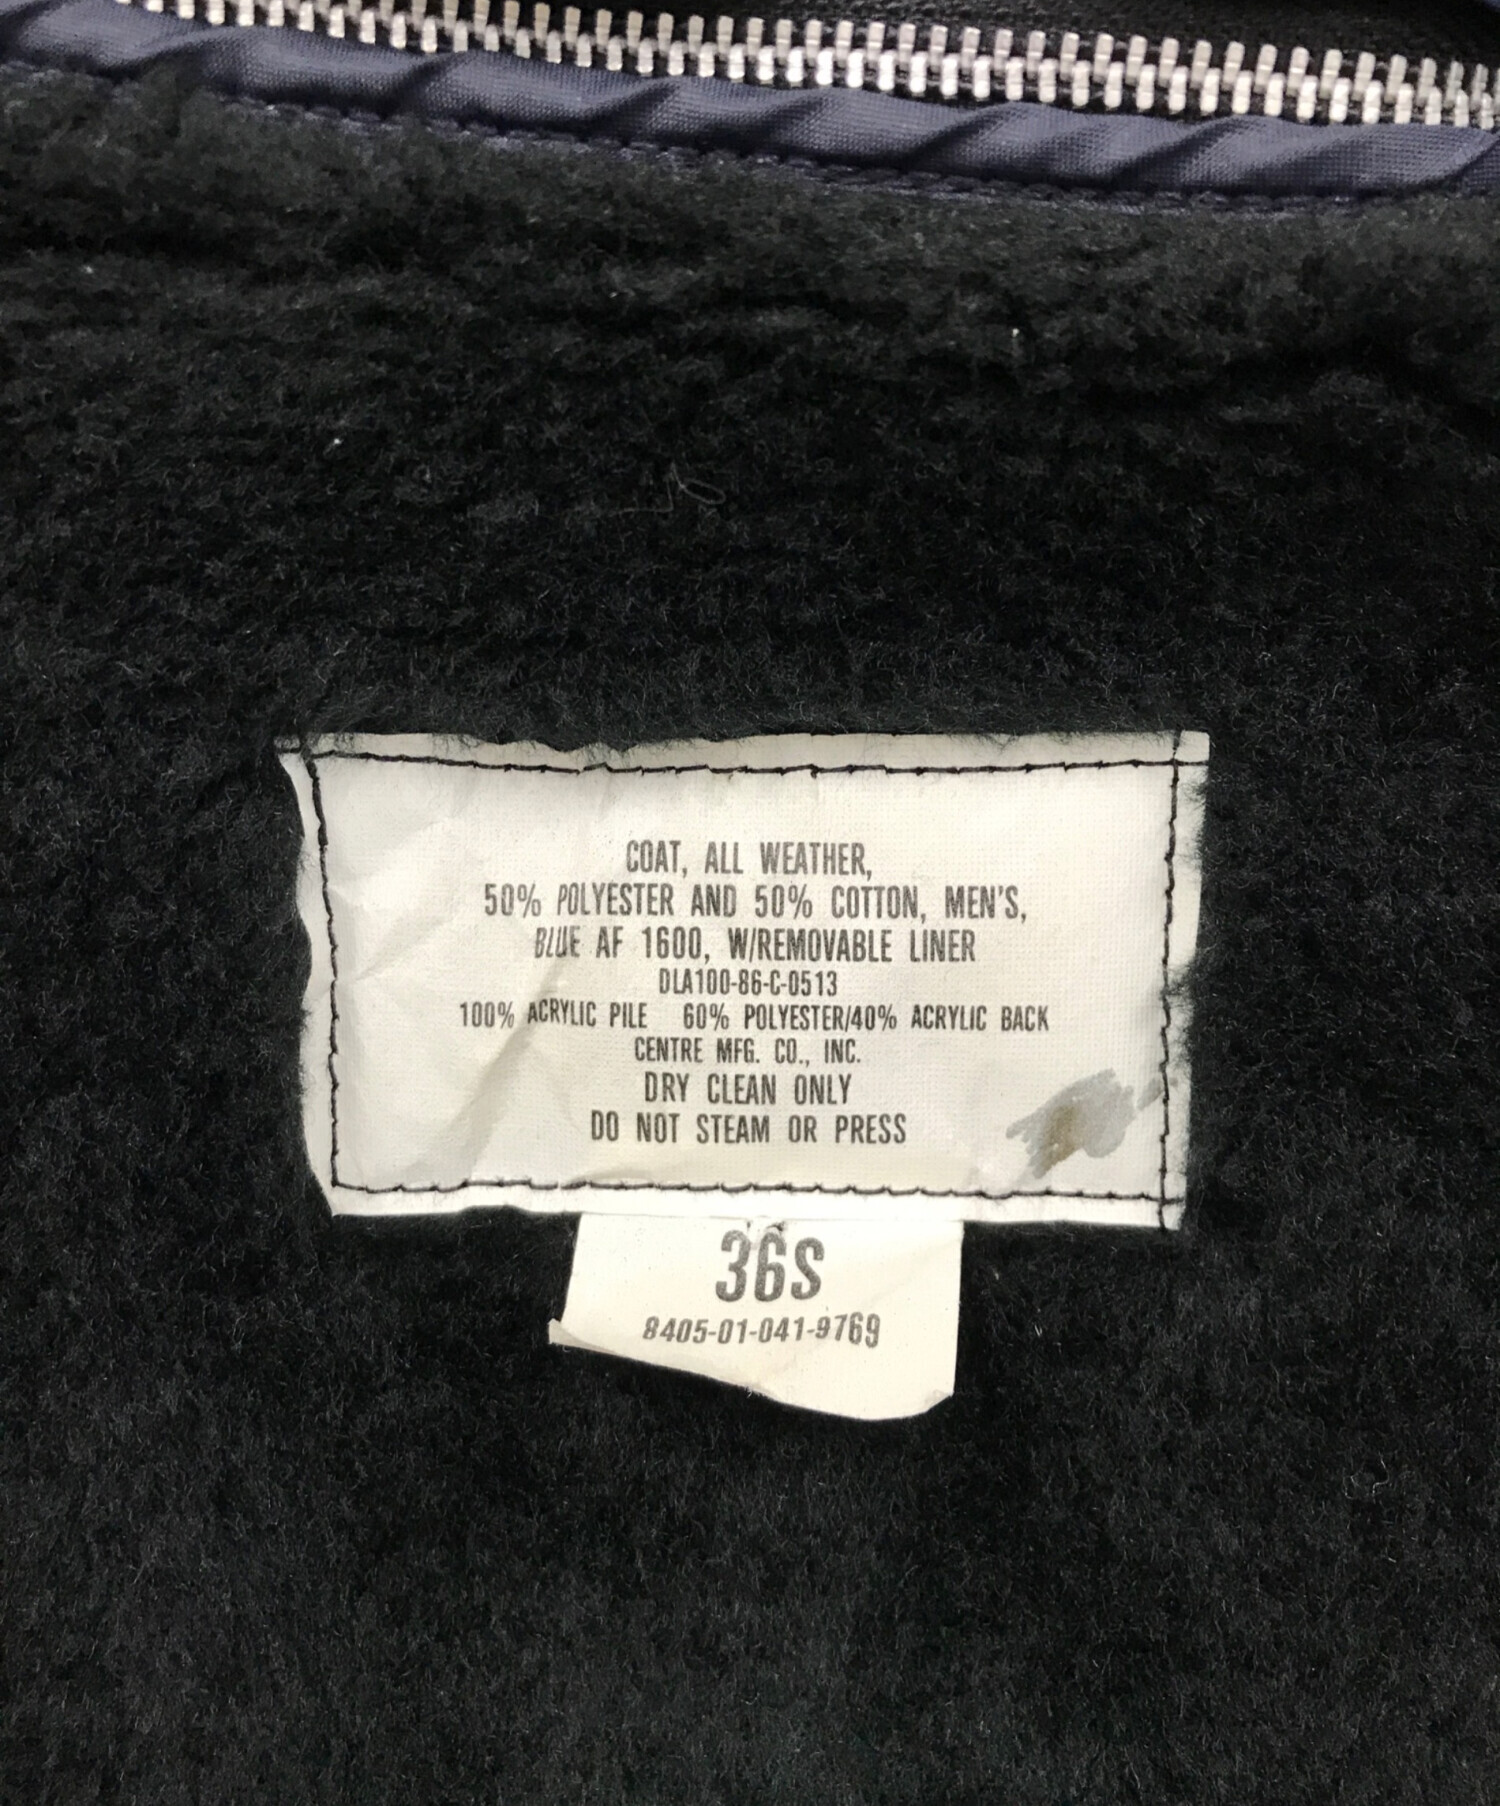 COAT, ALL WEATHER,
50% POLYESTER AND 50% COTTON, MEN'S,
BLUE AF 1600, W/REMOVABLE LINER
DLA100-86-C-0513
100% ACRYLIC PILE 60% POLYESTER/40% ACRYLIC BACK
CENTRE MFG. CO., INC.
DRY CLEAN ONLY
DO NOT STEAM OR PRESS
36S
8405-01-041-9769